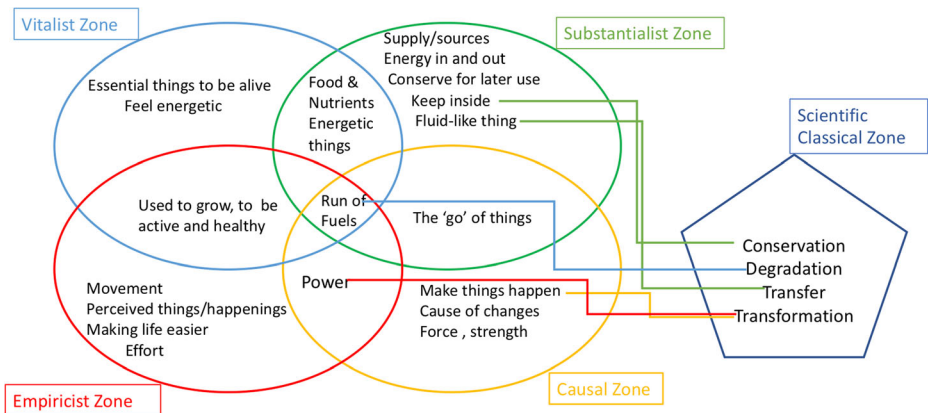 Vitalist Zone
Substantialist Zone
Essential things to be alive
Feel energetic
Food &
Nutrients
Energetic
things
Supply/sources
Energy in and out
Conserve for later use
Keep inside
Fluid-like thing
Scientific
Classical Zone
Used to grow, to be
active and healthy
Run of
Fuels
The ‘go’ of things
Conservation
Degradation
Transfer
Transformation
Movement
Perceived things/happenings
Making life easier
Effort
Power
Make things happen
Cause of changes
Force , strength
Empiricist Zone
Causal Zone